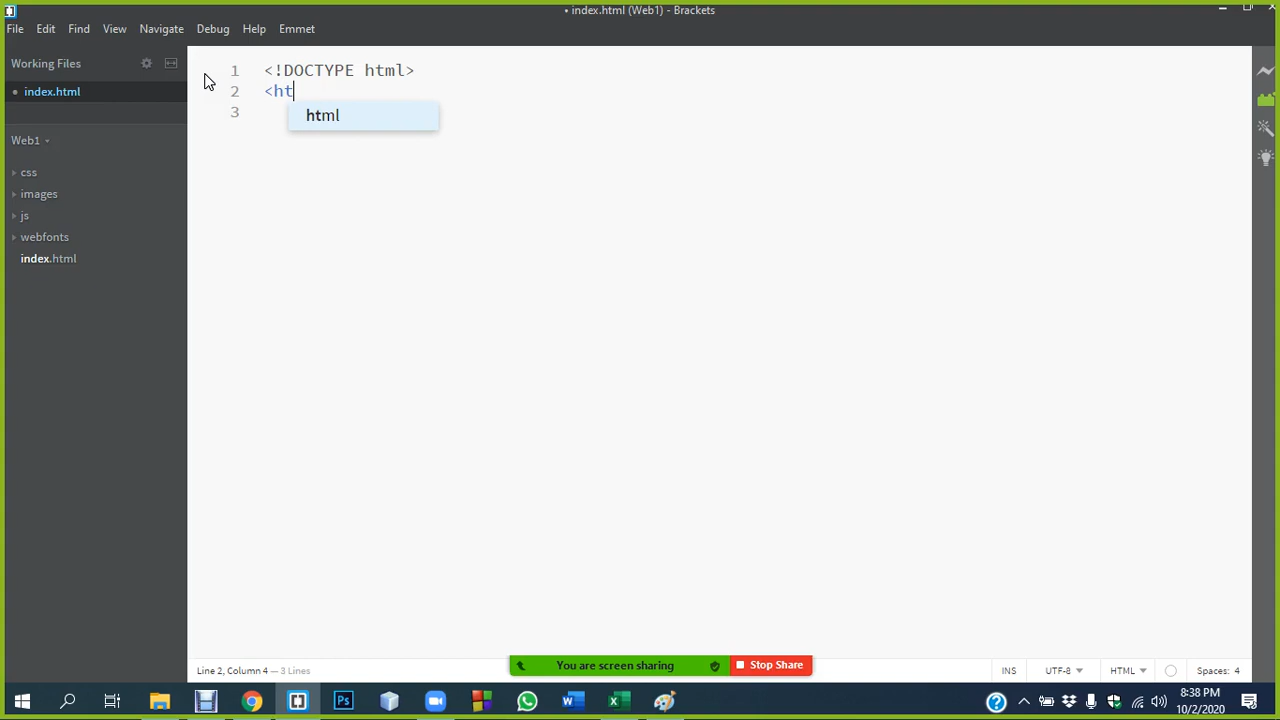 • index.html (Web1) - Brackets
File Edit Find View Navigate Debug Help Emmet
Working Files
index.html
Web1
css
images
js
webfonts
index.html
1 <!DOCTYPE html>
2 <ht
3
html
Line 2, Column 4 — 3 Lines
You are screen sharing
Stop Share
INS UTF-8 HTML Spaces: 4
8:38 PM
10/2/2020